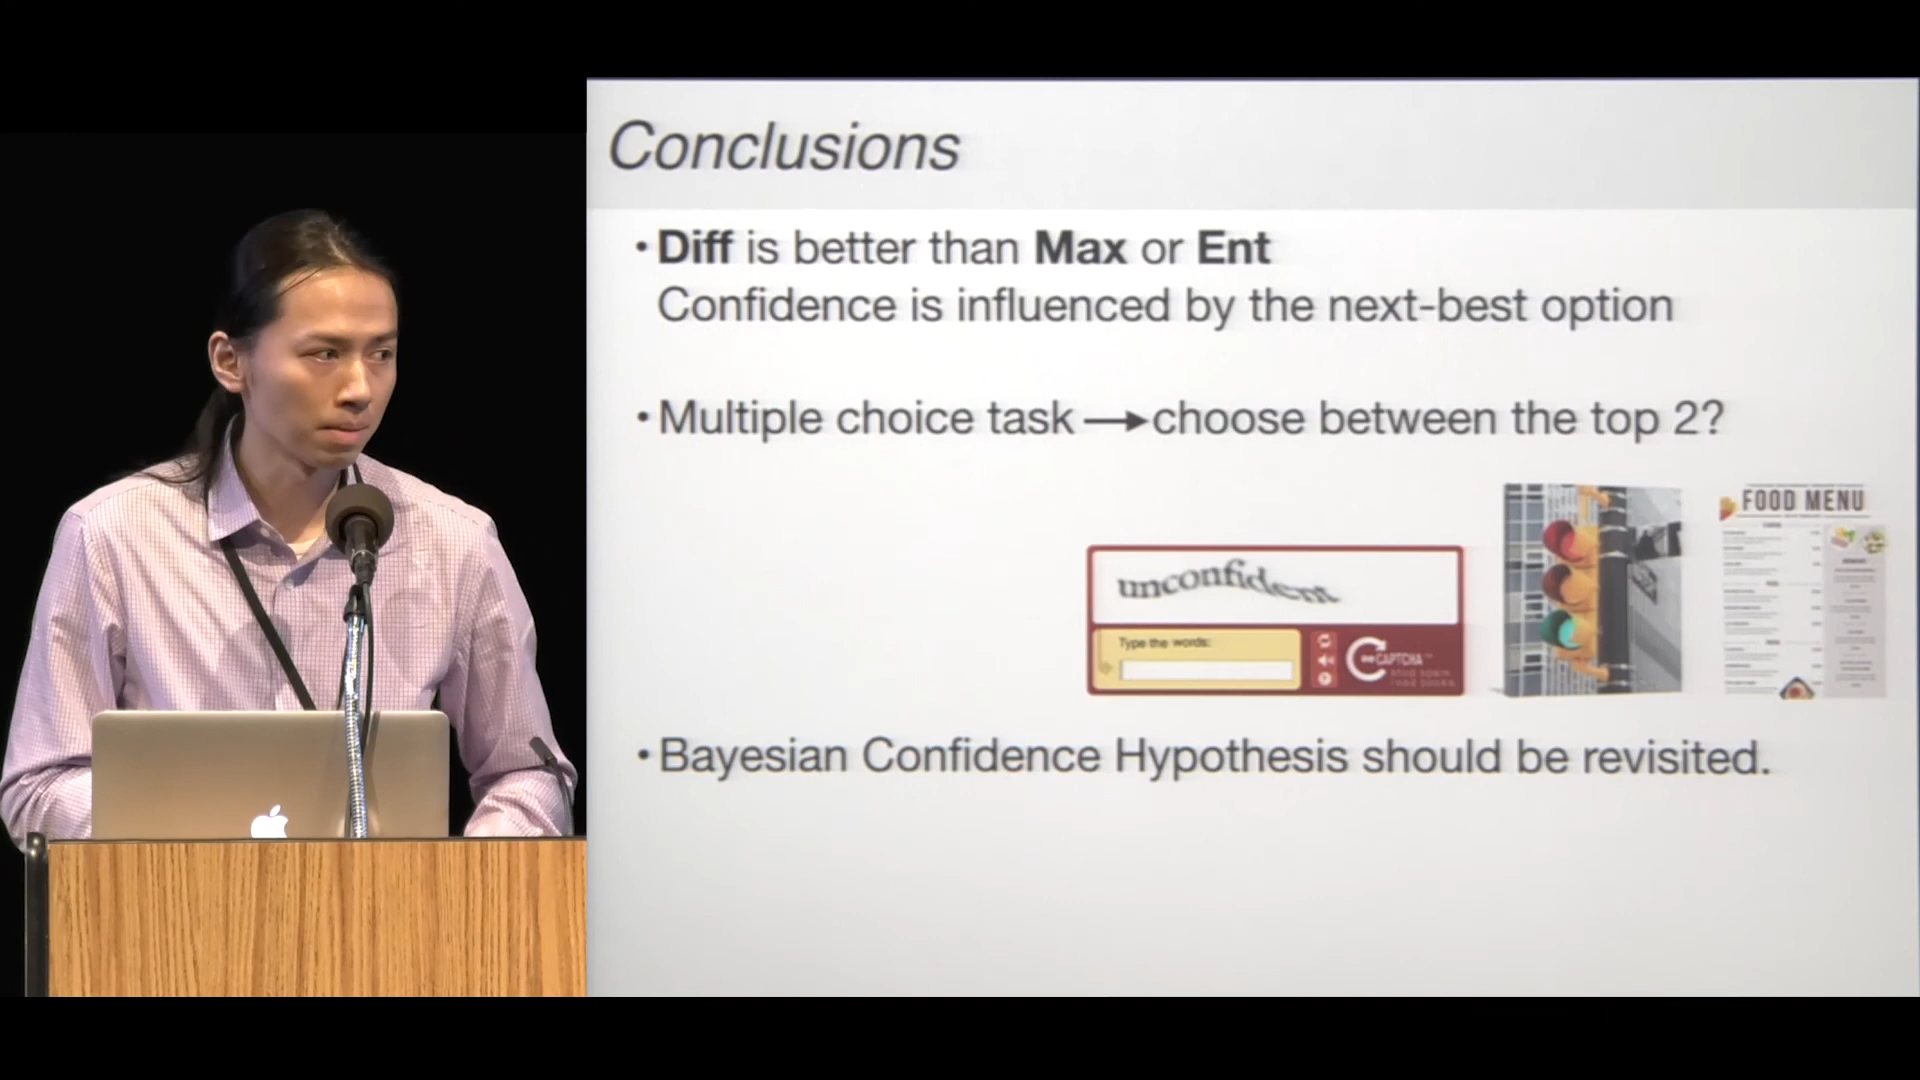 Conclusions
• Diff is better than Max or Ent
Confidence is influenced by the next-best option
• Multiple choice task → choose between the top 2?
FOOD MENU
unconfident
Type the words:
CAPTCHA
• Bayesian Confidence Hypothesis should be revisited.